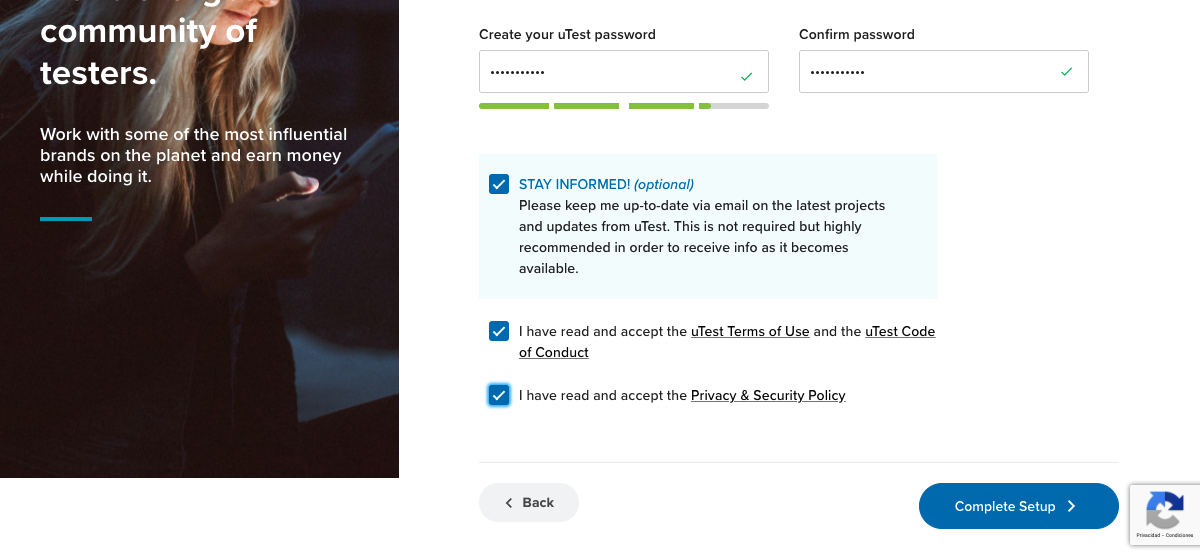 community of
testers.
Work with some of the most influential
brands on the planet and earn money
while doing it.
Create your uTest password
Confirm password
•••••••••••
•••••••••••
STAY INFORMED! (optional)
Please keep me up-to-date via email on the latest projects
and updates from uTest. This is not required but highly
recommended in order to receive info as it becomes
available.
I have read and accept the uTest Terms of Use and the uTest Code
of Conduct
I have read and accept the Privacy & Security Policy
Back
Complete Setup
Privacidad - Condiciones